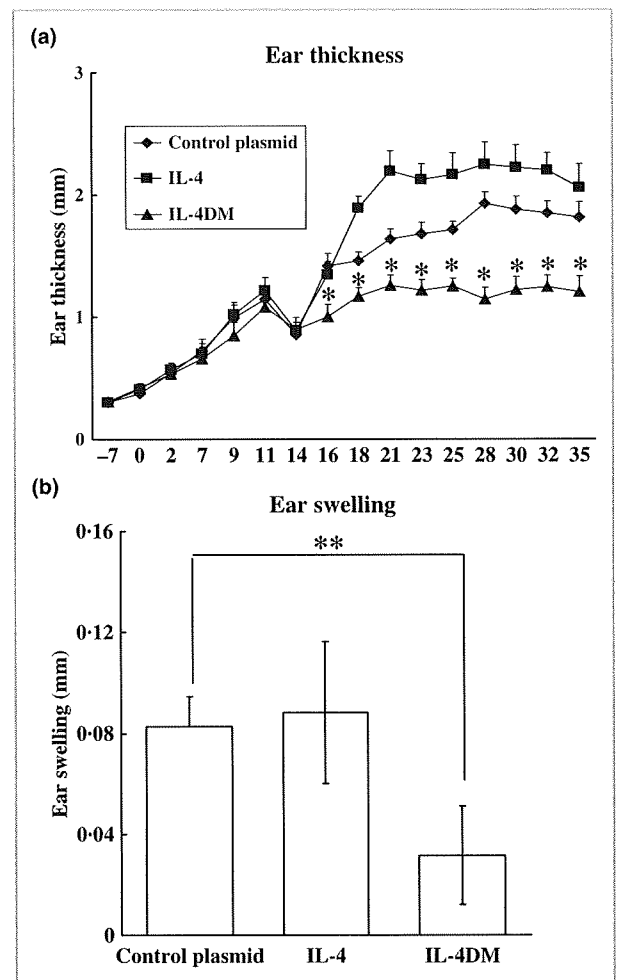 (a)
Ear thickness
3
2
1
0
Ear thickness (mm)
Control plasmid
IL-4
IL-4DM
* * * * * * * * *
–7 0 2 7 9 11 14 16 18 21 23 25 28 30 32 35
(b)
Ear swelling
0·16
0·12
0·08
0·04
0
Ear swelling (mm)
**
Control plasmid IL-4 IL-4DM